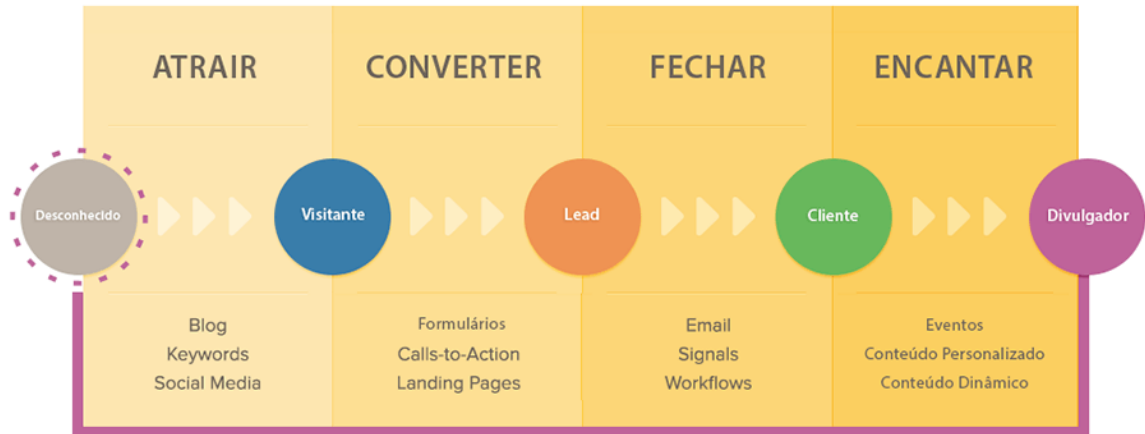 ATRAIR
CONVERTER
FECHAR
ENCANTAR
Desconhecido
Visitante
Lead
Cliente
Divulgador
Blog
Keywords
Social Media
Formulários
Calls-to-Action
Landing Pages
Email
Signals
Workflows
Eventos
Conteúdo Personalizado
Conteúdo Dinâmico